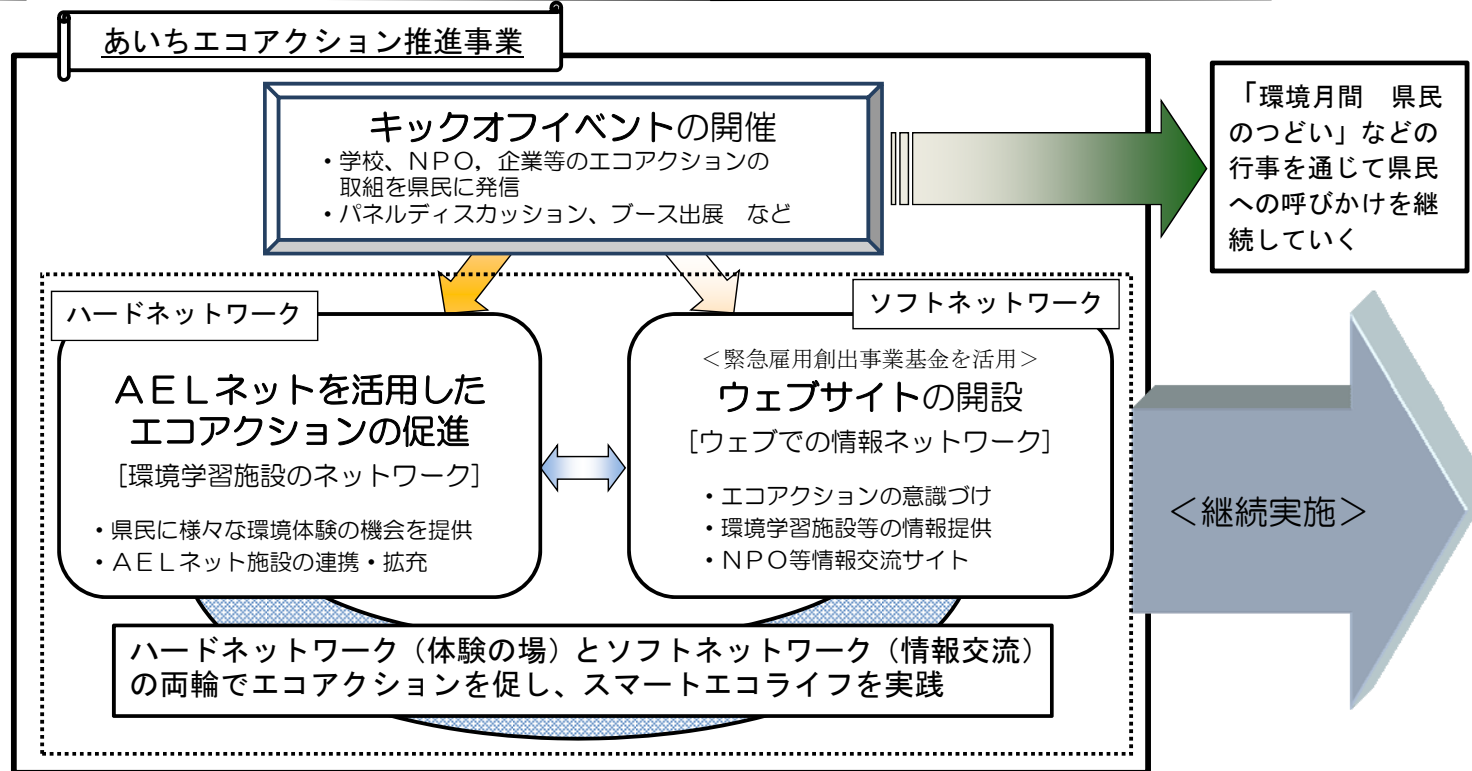 あいちエコアクション推進事業
キックオフイベントの開催
・学校、ＮＰＯ，企業等のエコアクションの
取組を県民に発信
・パネルディスカッション、ブース出展　など
「環境月間　県民
のつどい」などの
行事を通じて県民
への呼びかけを継
続していく
ハードネットワーク
ＡＥＬネットを活用した
エコアクションの促進
［環境学習施設のネットワーク］
・県民に様々な環境体験の機会を提供
・ＡＥＬネット施設の連携・拡充
ソフトネットワーク
＜緊急雇用創出事業基金を活用＞
ウェブサイトの開設
［ウェブでの情報ネットワーク］
・エコアクションの意識づけ
・環境学習施設等の情報提供
・ＮＰＯ等情報交流サイト
＜継続実施＞
ハードネットワーク（体験の場）とソフトネットワーク（情報交流）
の両輪でエコアクションを促し、スマートエコライフを実践